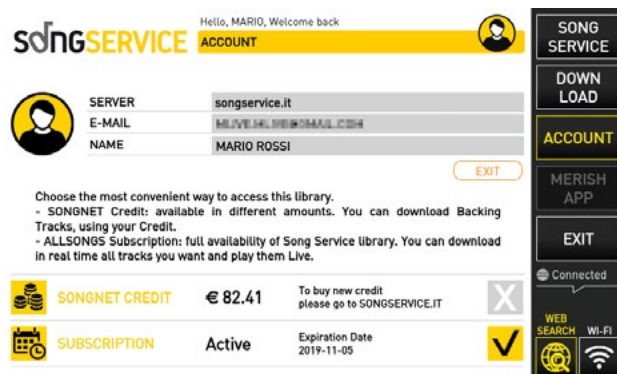 SONGSERVICE
Hello, MARIO, Welcome back
ACCOUNT
SERVER songservice.it
E-MAIL
NAME MARIO ROSSI
EXIT
Choose the most convenient way to access this library.
- SONGNET Credit: available in different amounts. You can download Backing
Tracks, using your Credit.
- ALLSONGS Subscription: full availability of Song Service library. You can download
in real time all tracks you want and play them Live.
SONGNET CREDIT € 82.41 To buy new credit
please go to SONGSERVICE.IT
X
SUBSCRIPTION Active Expiration Date
2019-11-05
SONG
SERVICE
DOWN
LOAD
ACCOUNT
MERISH
APP
EXIT
Connected
WEB
SEARCH WI-FI